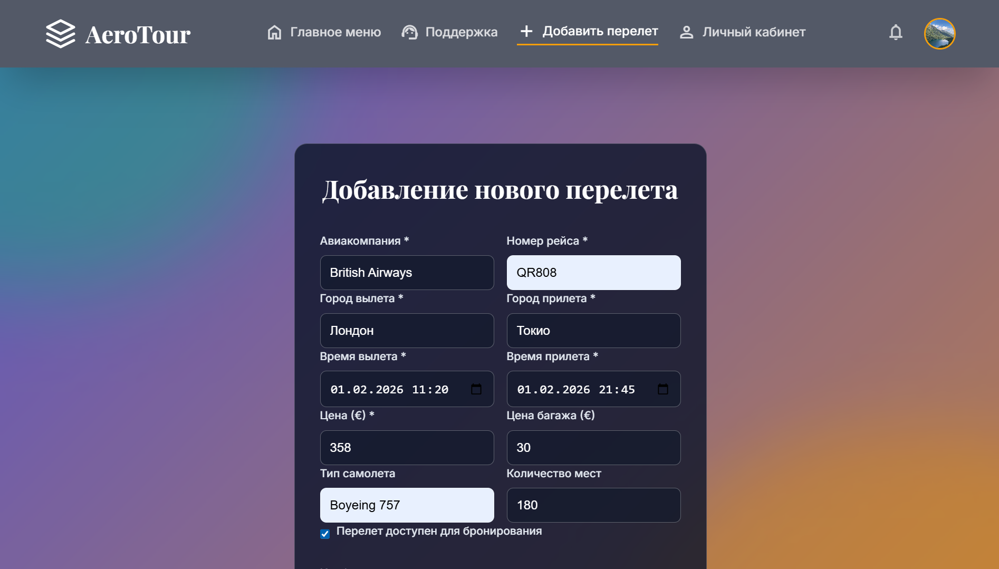 AeroTour
Главное меню
Поддержка
Добавить перелет
Личный кабинет
Добавление нового перелета
Авиакомпания *
Номер рейса *
British Airways
QR808
Город вылета *
Город прилета *
Лондон
Токио
Время вылета *
Время прилета *
01.02.2026 11:20
01.02.2026 21:45
Цена (€) *
Цена багажа (€)
358
30
Тип самолета
Количество мест
Boyeing 757
180
Перелет доступен для бронирования